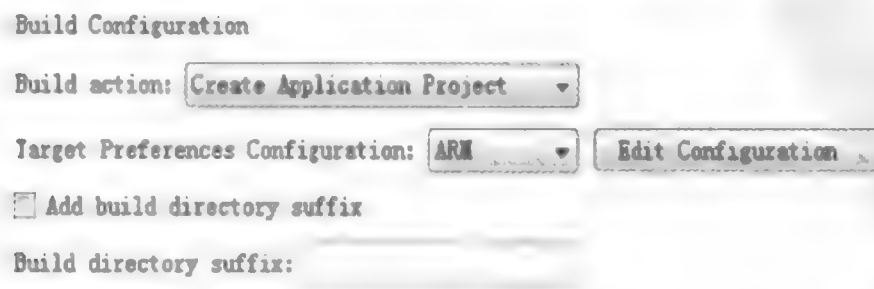 Build Configuration
Build action: Create Application Project
Target Preferences Configuration: ARM Edit Configuration
Add build directory suffix
Build directory suffix: